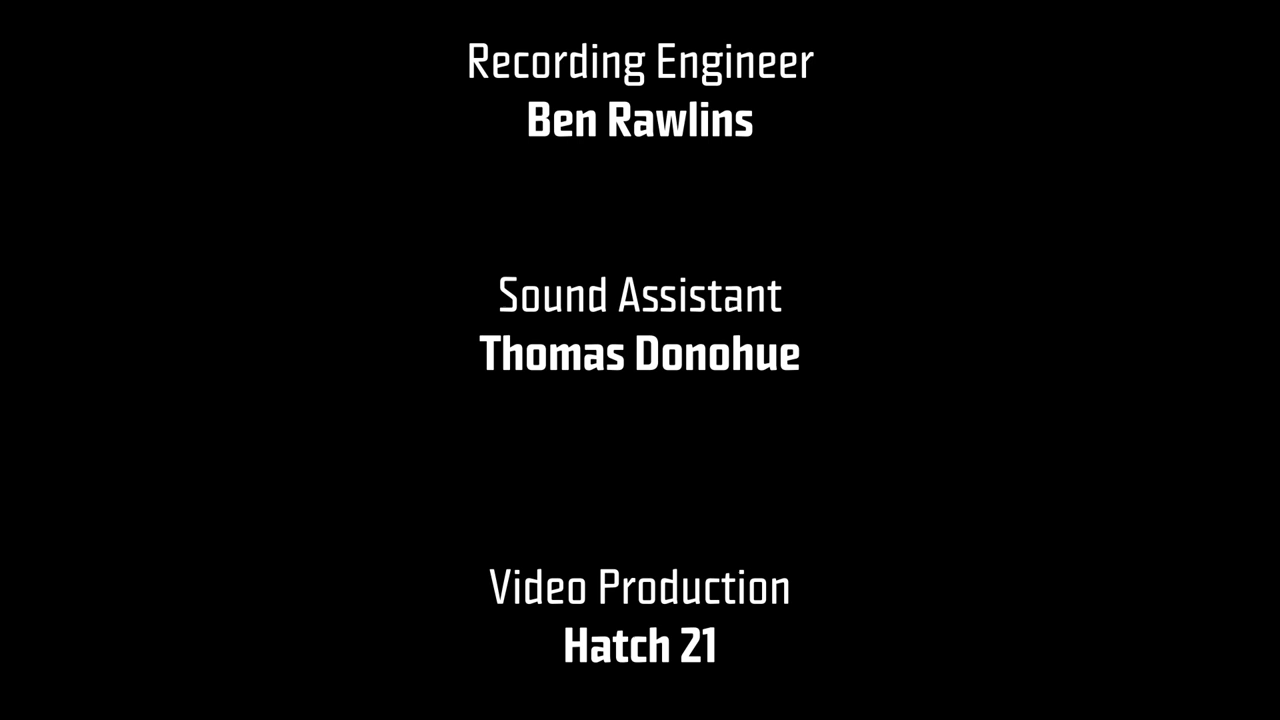 Recording Engineer
Ben Rawlins
Sound Assistant
Thomas Donohue
Video Production
Hatch 21